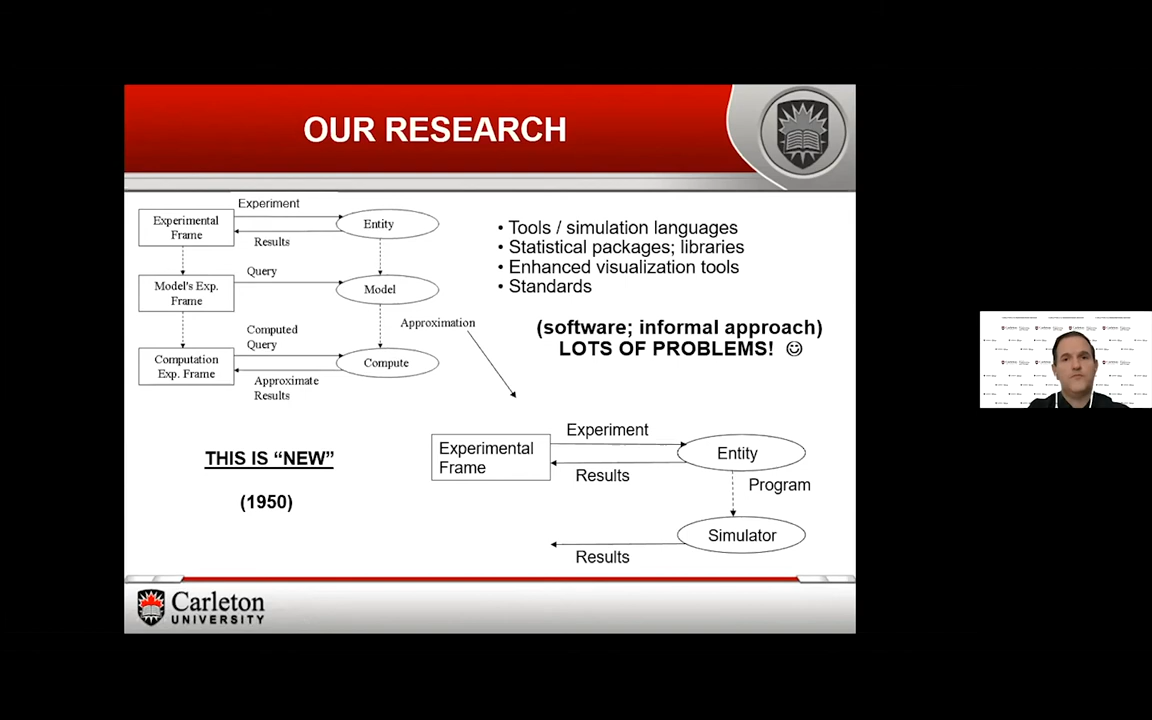 OUR RESEARCH
Experiment
Experimental
Frame
Entity
Results
Query
Model's Exp.
Frame
Model
Approximation
Computed
Query
Computation
Exp. Frame
Compute
Approximate
Results
• Tools / simulation languages
• Statistical packages; libraries
• Enhanced visualization tools
• Standards
(software; informal approach)
LOTS OF PROBLEMS! ☺
THIS IS “NEW”
(1950)
Experiment
Experimental
Frame
Entity
Results
Program
Simulator
Results
Carleton
UNIVERSITY